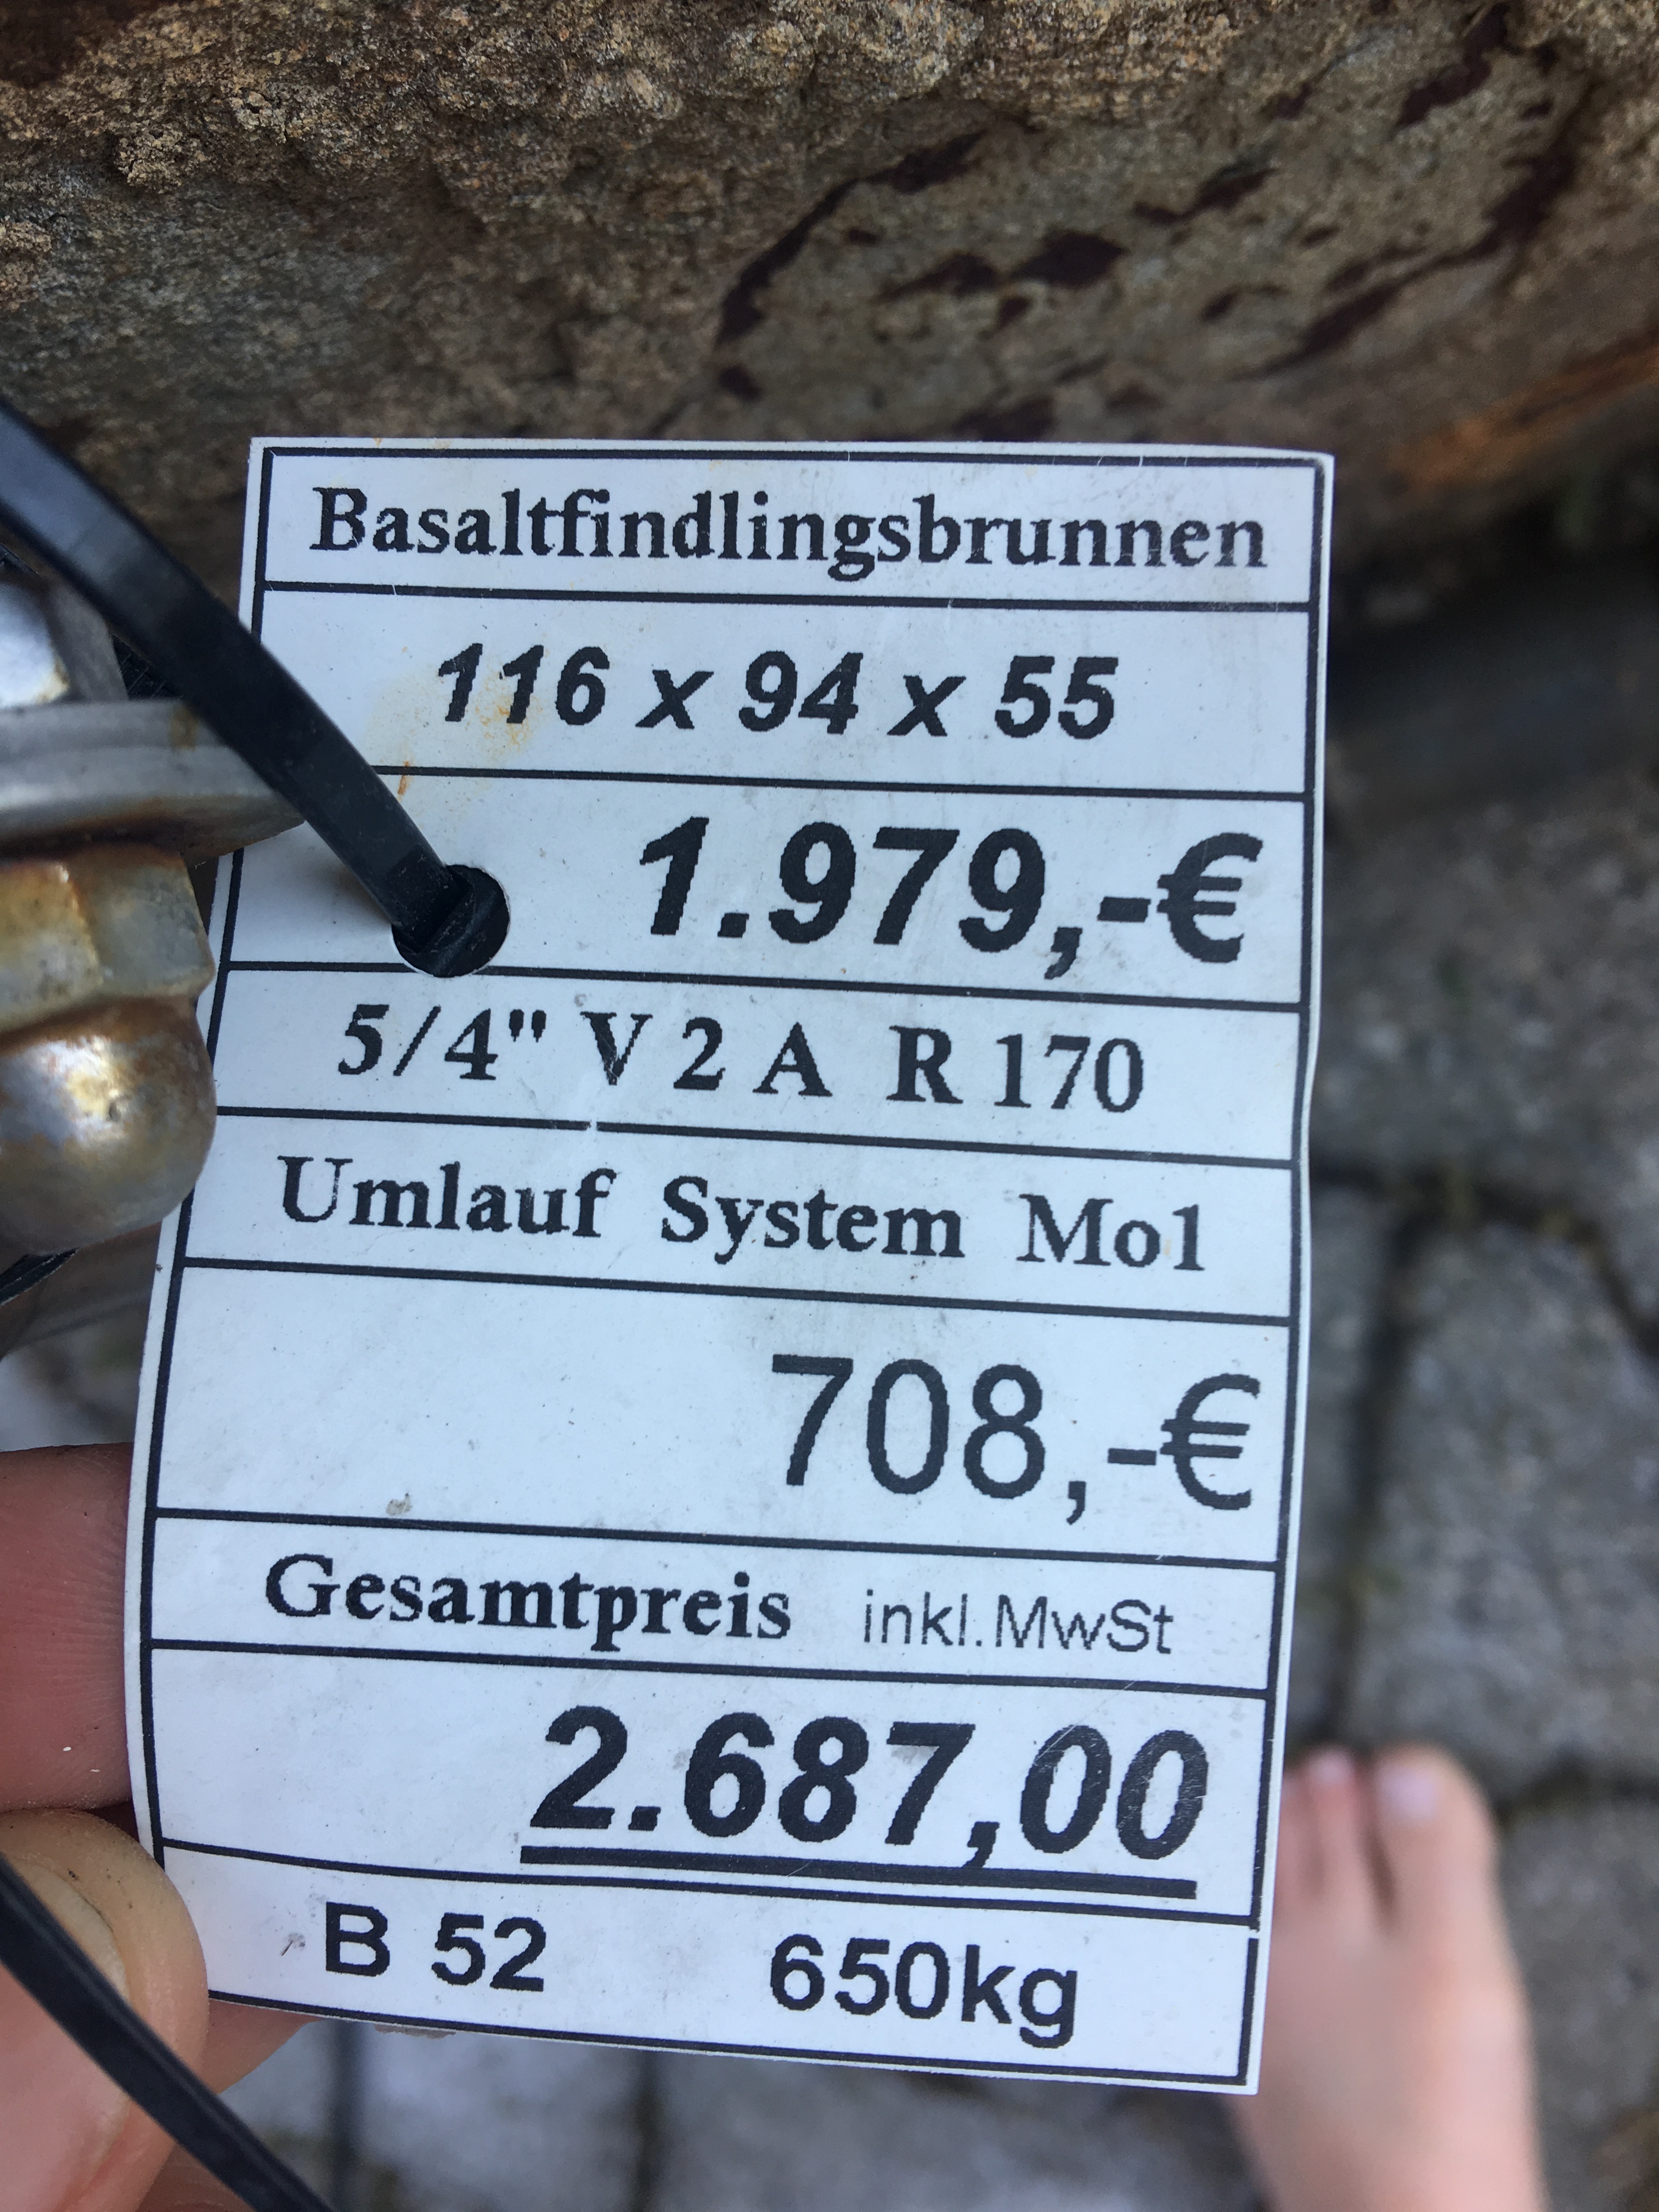 Basaltfindlingsbrunnen
116 x 94 x 55
1.979,-€
5/4" V 2 A R 170
Umlauf System Mo1
708,-€
Gesamtpreis inkl.MwSt
2.687,00
B 52 650kg